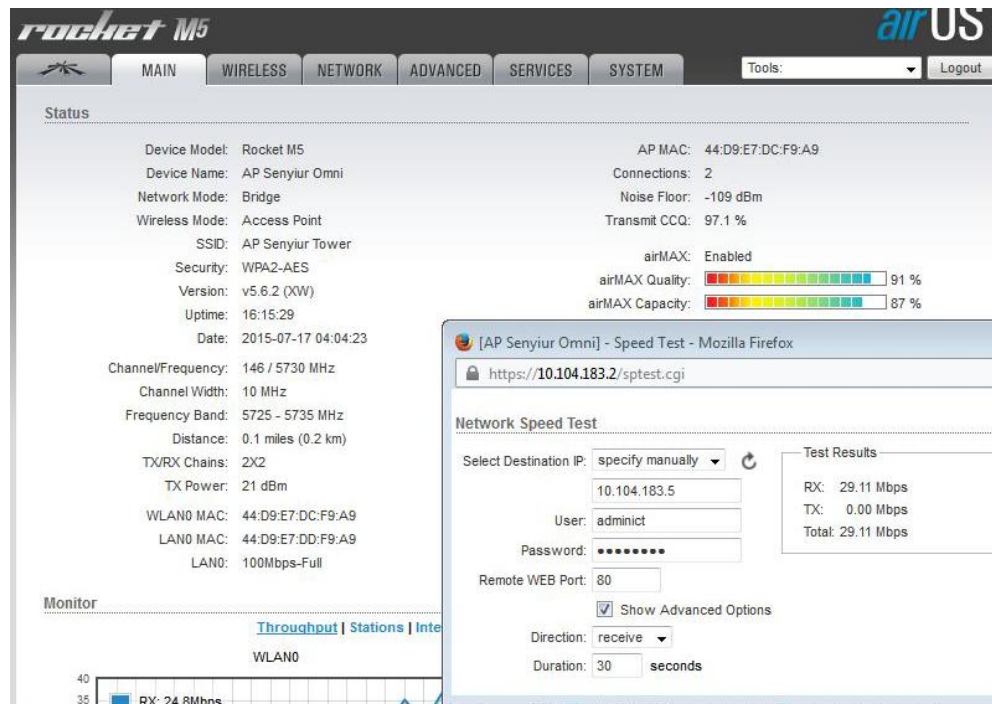 rocket M5
airOS
MAIN WIRELESS NETWORK ADVANCED SERVICES SYSTEM Tools: Logout
Status
Device Model: Rocket M5
Device Name: AP Senyiur Omni
Network Mode: Bridge
Wireless Mode: Access Point
SSID: AP Senyiur Tower
Security: WPA2-AES
Version: v5.6.2 (XW)
Uptime: 16:15:29
Date: 2015-07-17 04:04:23
Channel/Frequency: 146 / 5730 MHz
Channel Width: 10 MHz
Frequency Band: 5725 - 5735 MHz
Distance: 0.1 miles (0.2 km)
TX/RX Chains: 2X2
TX Power: 21 dBm
WLAN0 MAC: 44:D9:E7:DC:F9:A9
LAN0 MAC: 44:D9:E7:DD:F9:A9
LAN0: 100Mbps-Full
AP MAC: 44:D9:E7:DC:F9:A9
Connections: 2
Noise Floor: -109 dBm
Transmit CCQ: 97.1 %
airMAX: Enabled
airMAX Quality: 91 %
airMAX Capacity: 87 %
Monitor
Throughput | Stations | Inte
WLAN0
40
35
RX: 24.8Mbps
[AP Senyiur Omni] - Speed Test - Mozilla Firefox
https://10.104.183.2/sptest.cgi
Network Speed Test
Select Destination IP: specify manually
10.104.183.5
User: adminict
Password: ••••••••
Remote WEB Port: 80
Show Advanced Options
Direction: receive
Duration: 30 seconds
Test Results
RX: 29.11 Mbps
TX: 0.00 Mbps
Total: 29.11 Mbps